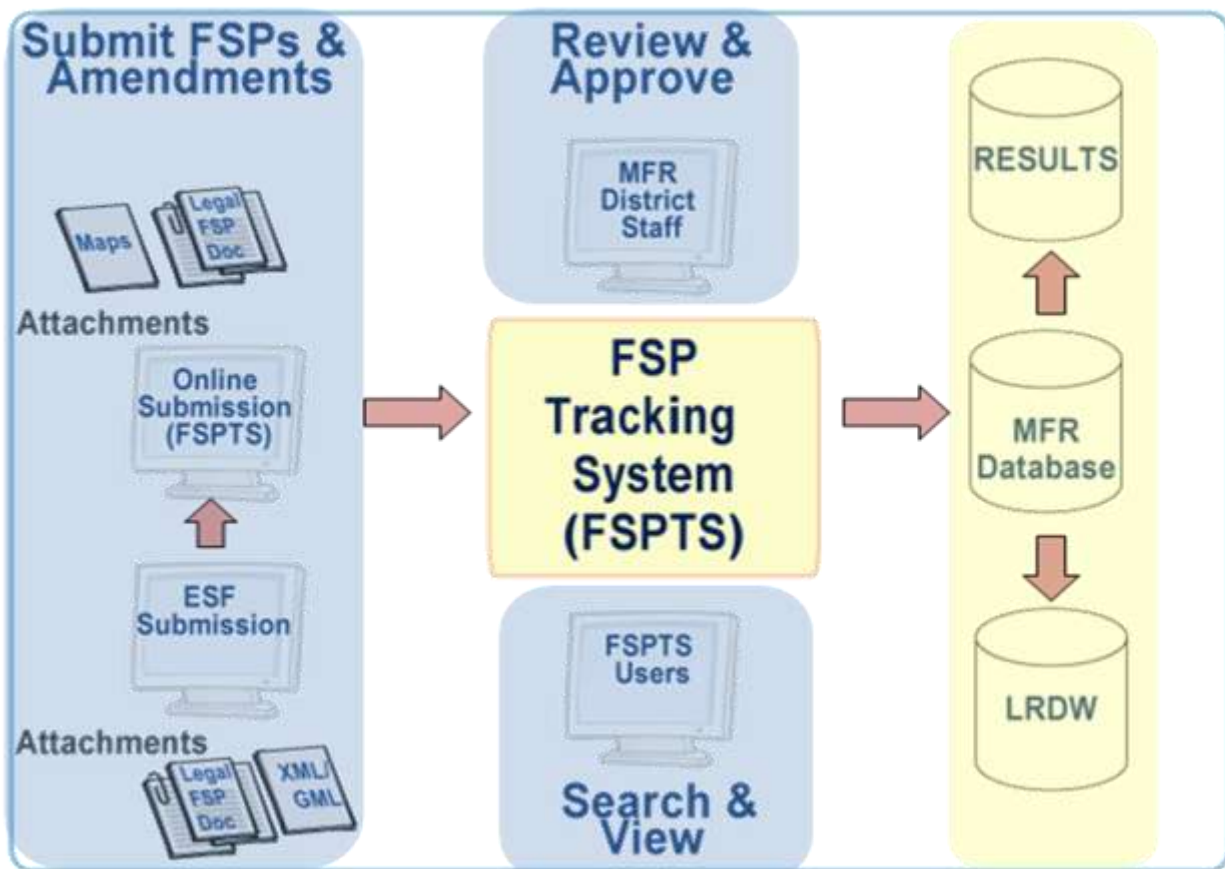 Submit FSPs &
Amendments
Maps
Legal
FSP
Doc
Attachments
Online
Submission
(FSPTS)
ESF
Submission
Attachments
Legal
FSP
Doc
XML/
GML
Review &
Approve
MFR
District
Staff
FSP
Tracking
System
(FSPTS)
FSPTS
Users
Search &
View
RESULTS
MFR
Database
LRDW